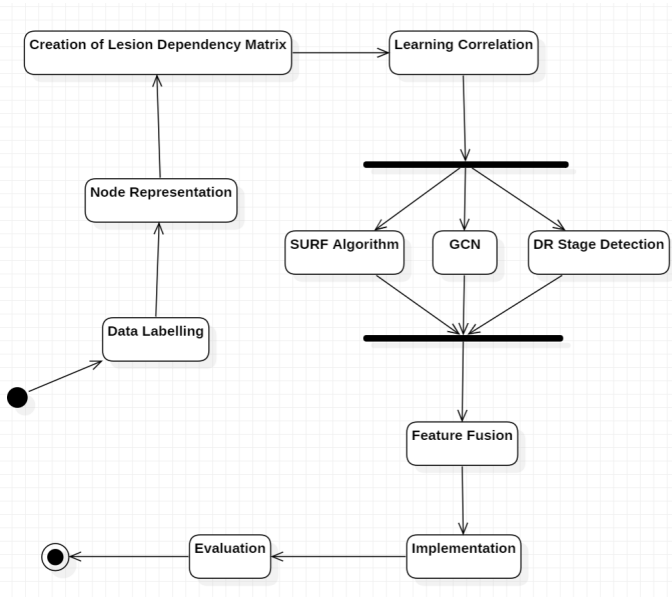 Creation of Lesion Dependency Matrix
Learning Correlation
Node Representation
SURF Algorithm
GCN
DR Stage Detection
Data Labelling
Feature Fusion
Evaluation
Implementation